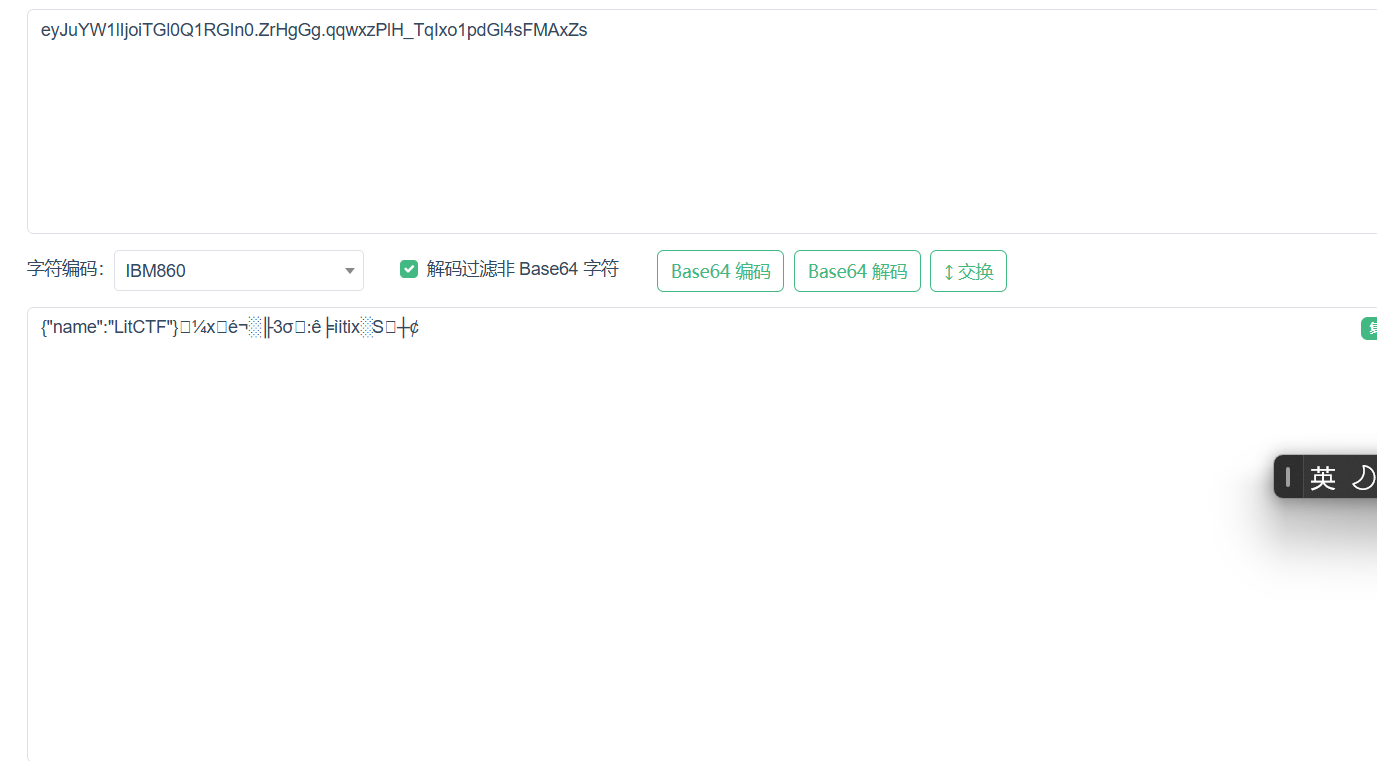 eyJuYW1lIjoiTGl0Q1RGIn0.ZrHgGg.qqwxzPlH_TqIxo1pdGl4sFMAxZs
字符编码：
IBM860
解码过滤非 Base64 字符
Base64 编码
Base64 解码
交换
{"name":"LitCTF"}□¼x□é¬░╟3σ□:ê╞iitix░S□┼¢
英